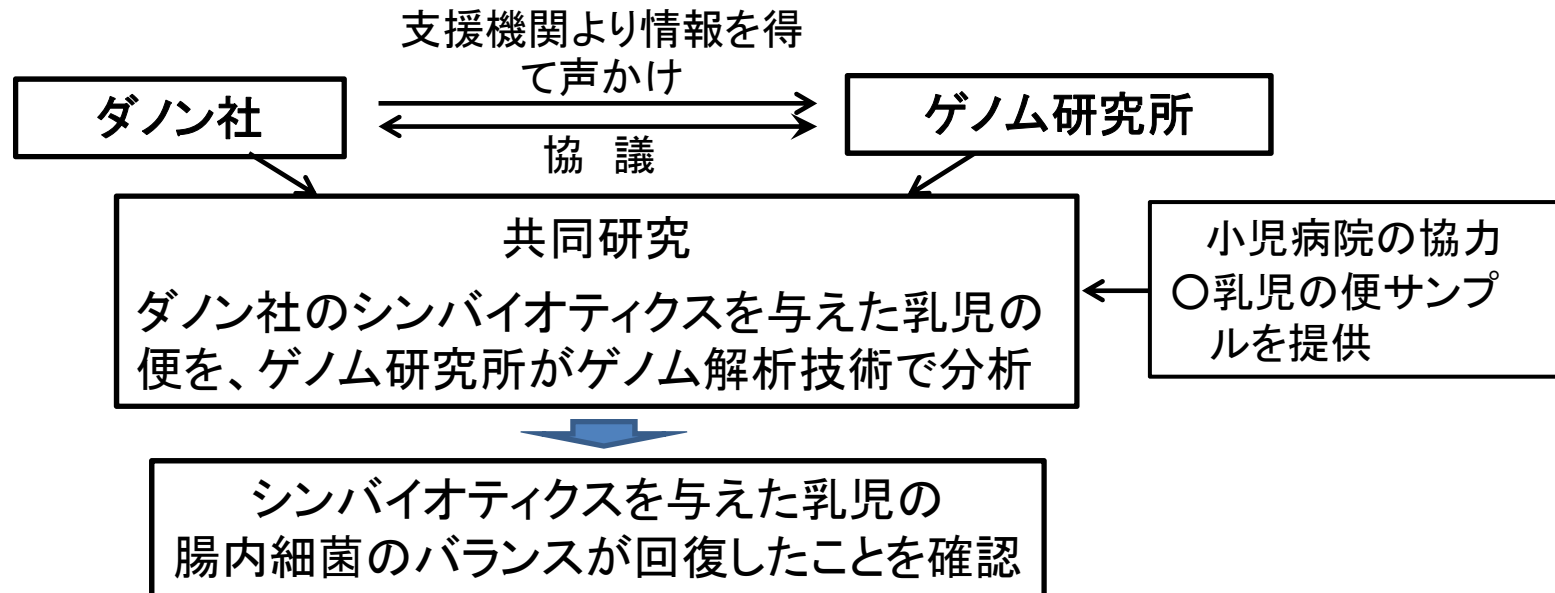 支援機関より情報を得
て声かけ
ダノン社
ゲノム研究所
協 議
共同研究
ダノン社のシンバイオティクスを与えた乳児の
便を、ゲノム研究所がゲノム解析技術で分析
小児病院の協力
○乳児の便サンプ
ルを提供
シンバイオティクスを与えた乳児の
腸内細菌のバランスが回復したことを確認